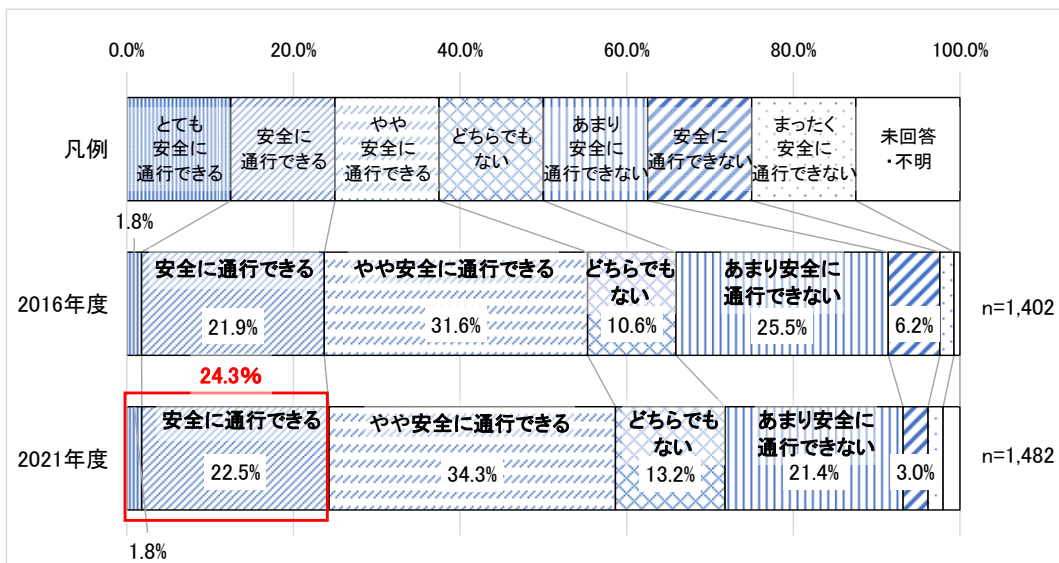 0.0% 20.0% 40.0% 60.0% 80.0% 100.0%
凡例
とても
安全に
通行できる
安全に
通行できる
やや
安全に
通行できる
どちらでも
ない
あまり
安全に
通行できない
安全に
通行できない
まったく
安全に
通行できない
未回答
・不明
1.8%
2016年度
安全に通行できる
21.9%
やや安全に通行できる
31.6%
どちらでも
ない
10.6%
あまり安全に
通行できない
25.5%
6.2%
n=1,402
24.3%
2021年度
安全に通行できる
22.5%
やや安全に通行できる
34.3%
どちらでも
ない
13.2%
あまり安全に
通行できない
21.4%
3.0%
n=1,482
1.8%